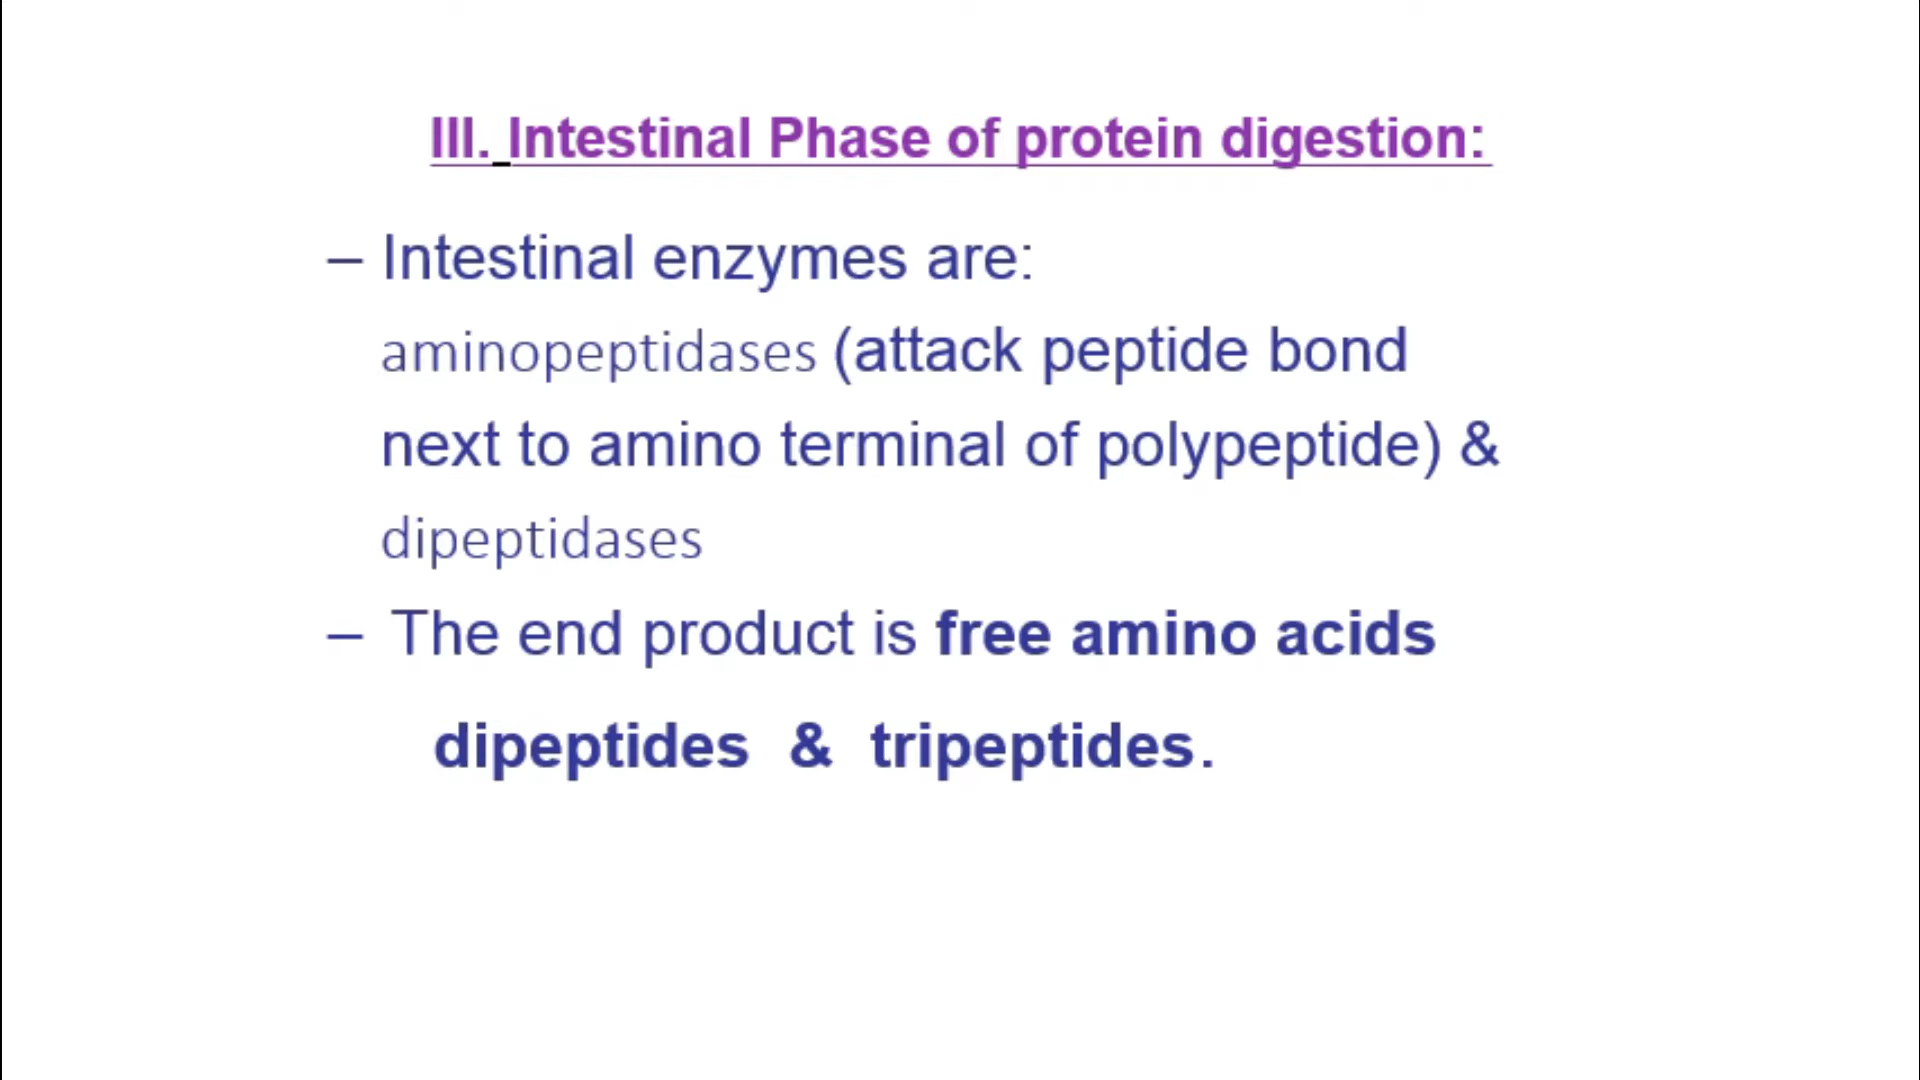 III. Intestinal Phase of protein digestion:
– Intestinal enzymes are:
aminopeptidases (attack peptide bond
next to amino terminal of polypeptide) &
dipeptidases
– The end product is free amino acids
dipeptides & tripeptides.